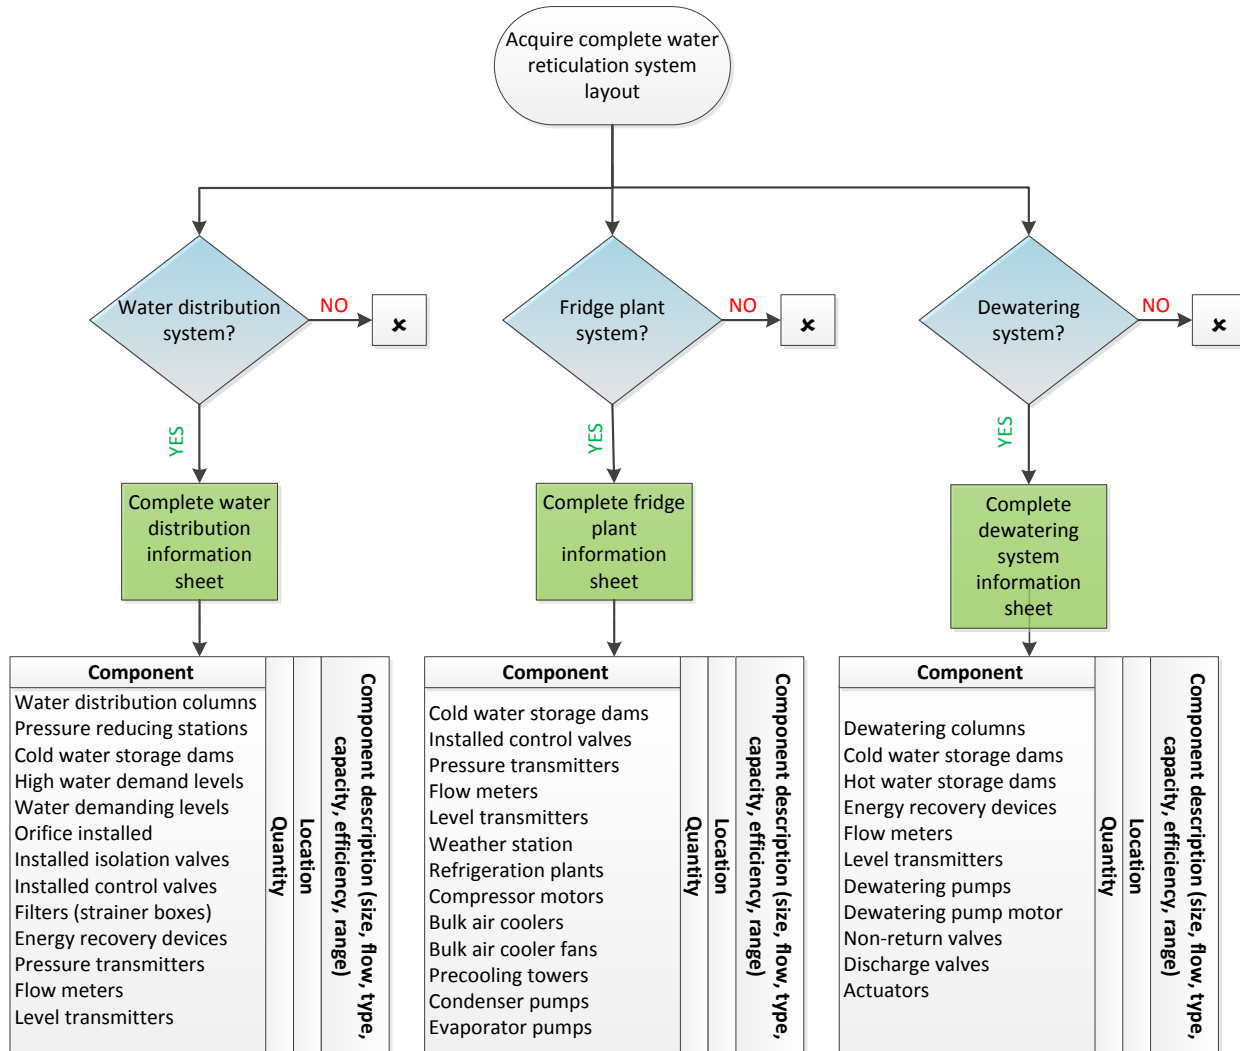 Acquire complete water
reticulation system
layout
Water distribution
system?
NO
×
YES
Fridge plant
system?
NO
×
YES
Dewatering
system?
NO
×
YES
Complete water
distribution
information
sheet
Complete fridge
plant
information
sheet
Complete
dewatering
system
information
sheet
Component
Water distribution columns
Pressure reducing stations
Cold water storage dams
High water demand levels
Water demanding levels
Orifice installed
Installed isolation valves
Installed control valves
Filters (strainer boxes)
Energy recovery devices
Pressure transmitters
Flow meters
Level transmitters
Quantity
Location
Component description (size, flow, type,
capacity, efficiency, range)
Component
Cold water storage dams
Installed control valves
Pressure transmitters
Flow meters
Level transmitters
Weather station
Refrigeration plants
Compressor motors
Bulk air coolers
Bulk air cooler fans
Precooling towers
Condenser pumps
Evaporator pumps
Quantity
Location
Component description (size, flow, type,
capacity, efficiency, range)
Component
Dewatering columns
Cold water storage dams
Hot water storage dams
Energy recovery devices
Flow meters
Level transmitters
Dewatering pumps
Dewatering pump motor
Non-return valves
Discharge valves
Actuators
Quantity
Location
Component description (size, flow, type,
capacity, efficiency, range)